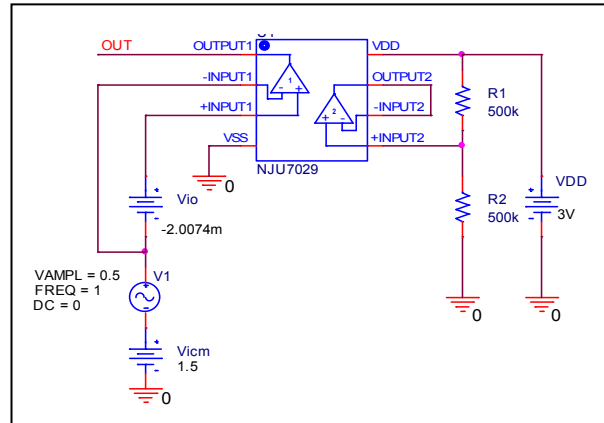 OUT
OUTPUT1
VDD
-INPUT1
OUTPUT2
1
+INPUT1
-INPUT2
2
VSS
+INPUT2
NJU7029
R1
500k
R2
500k
VDD
3V
0
0
0
Vio
-2.0074m
V1
VAMPL = 0.5
FREQ = 1
DC = 0
Vicm
1.5
0